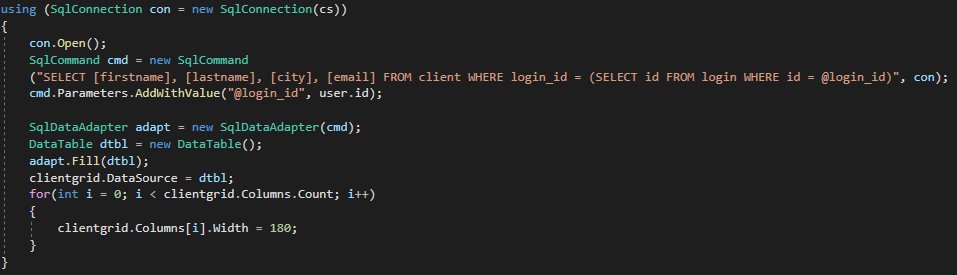 using (SqlConnection con = new SqlConnection(cs))
{
con.Open();
SqlCommand cmd = new SqlCommand
("SELECT [firstname], [lastname], [city], [email] FROM client WHERE login_id = (SELECT id FROM login WHERE id = @login_id)", con);
cmd.Parameters.AddWithValue("@login_id", user.id);
SqlDataAdapter adapt = new SqlDataAdapter(cmd);
DataTable dtbl = new DataTable();
adapt.Fill(dtbl);
clientgrid.DataSource = dtbl;
for(int i = 0; i < clientgrid.Columns.Count; i++)
{
clientgrid.Columns[i].Width = 180;
}
}